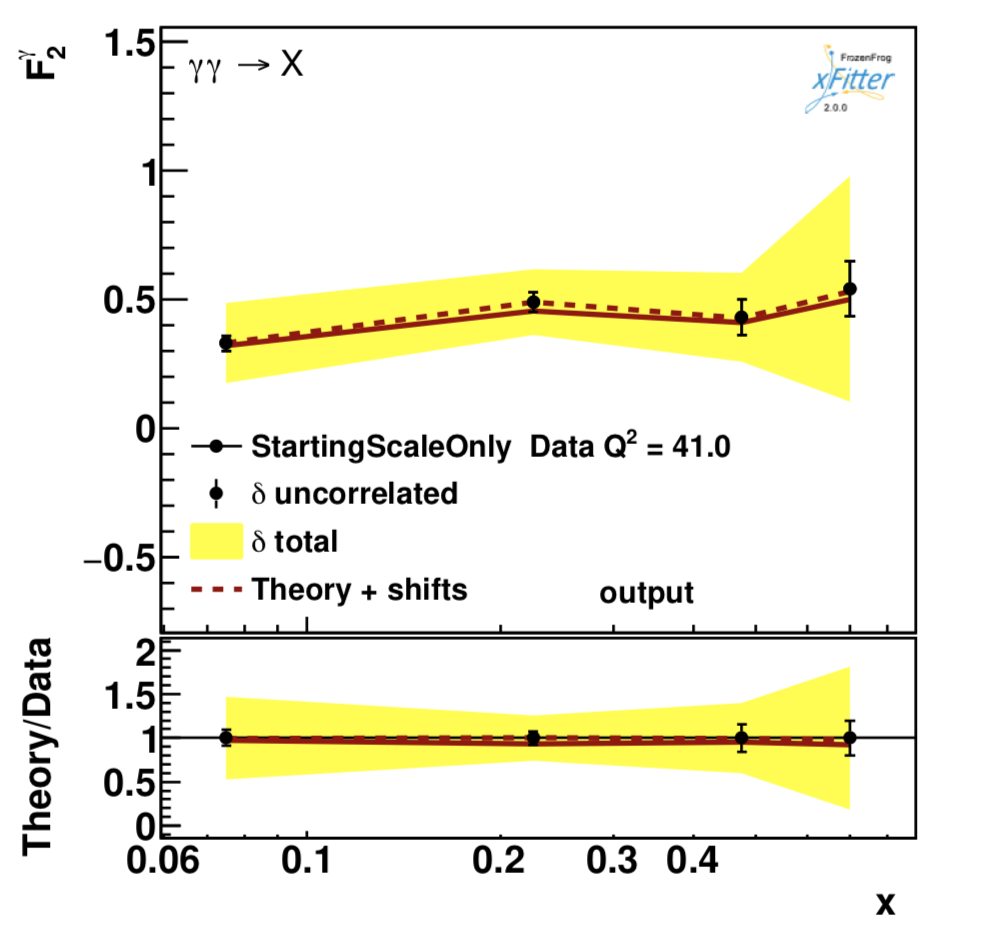 F₂^γ
1.5
γγ → X
FrozenFrog
xFitter
2.0.0
1
0.5
0
StartingScaleOnly Data Q² = 41.0
δ uncorrelated
δ total
−0.5
Theory + shifts output
Theory/Data
2
1.5
1
0.5
0
0.06 0.1 0.2 0.3 0.4
x